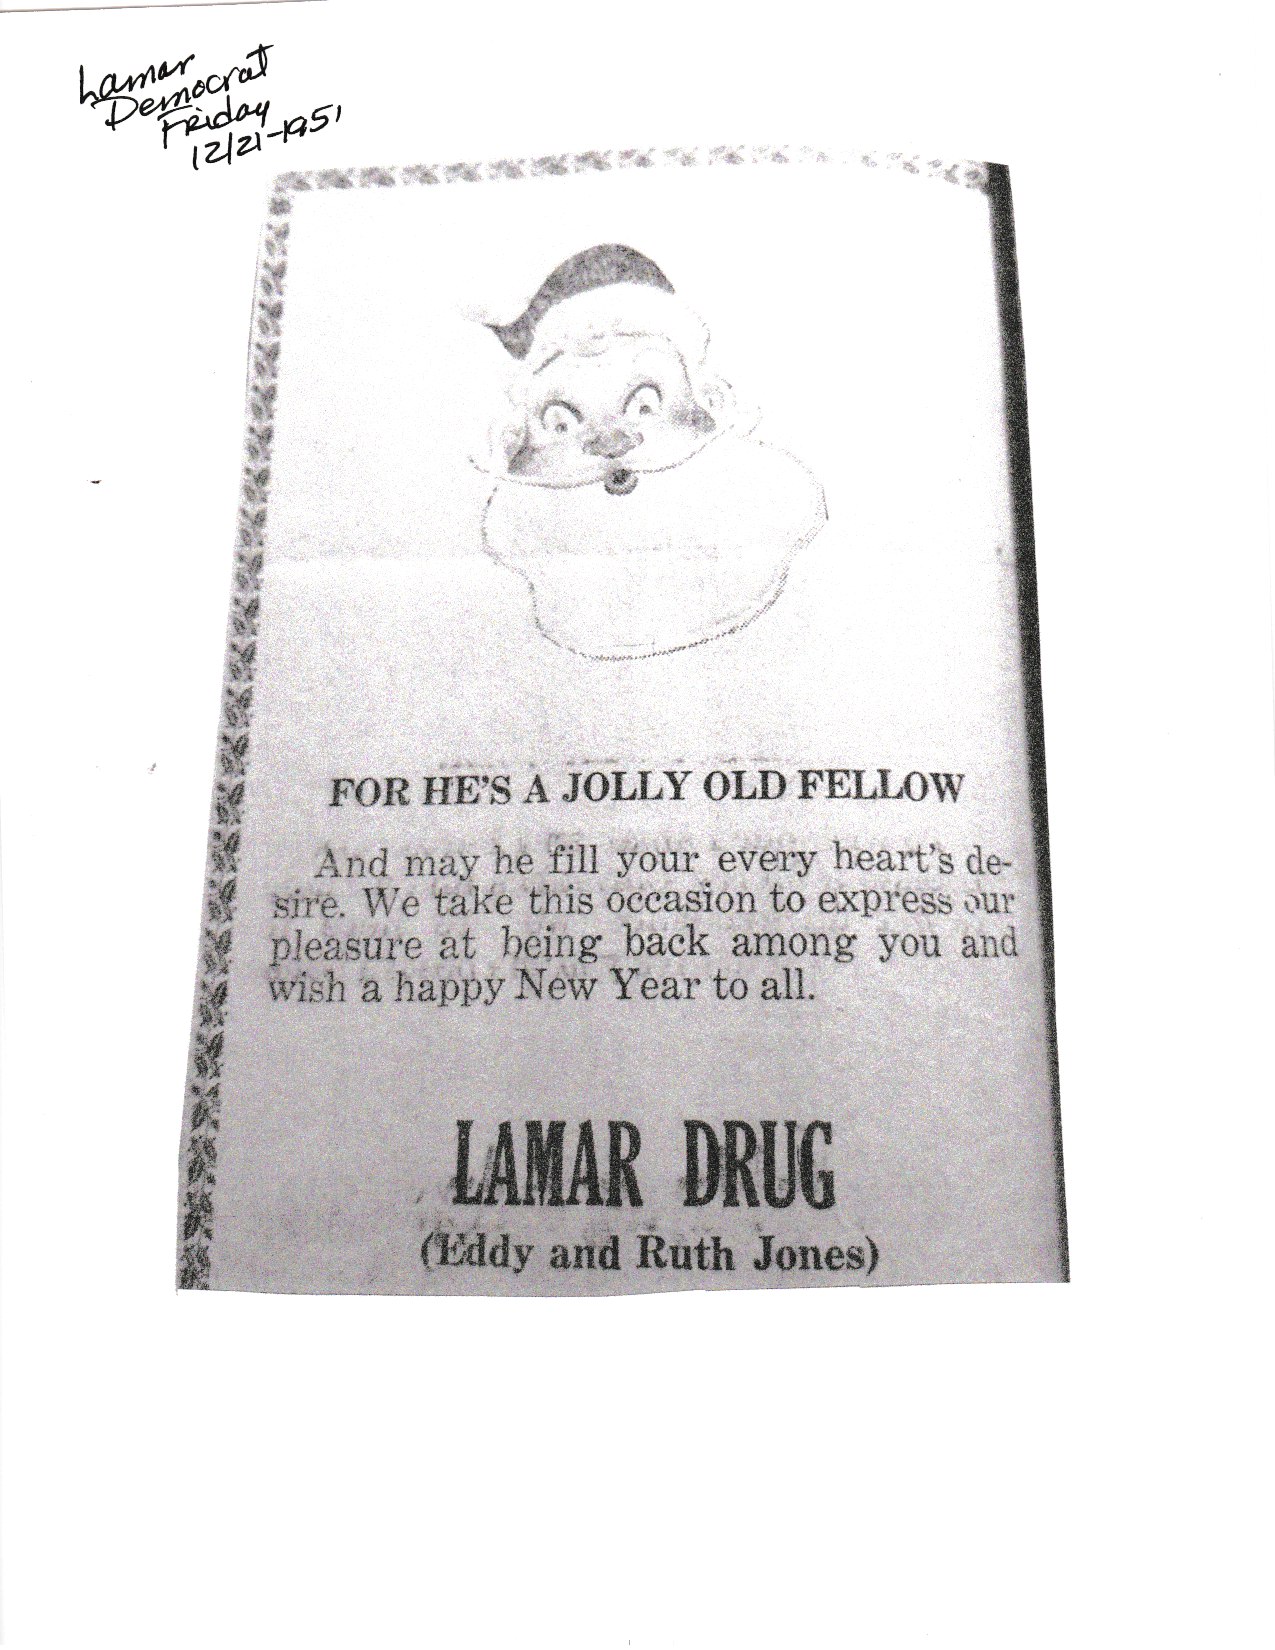 Lamar
Democrat
Friday
12/21-1951
FOR HE'S A JOLLY OLD FELLOW
And may he fill your every heart's de-
sire. We take this occasion to express our
pleasure at being back among you and
wish a happy New Year to all.
LAMAR DRUG
(Eddy and Ruth Jones)